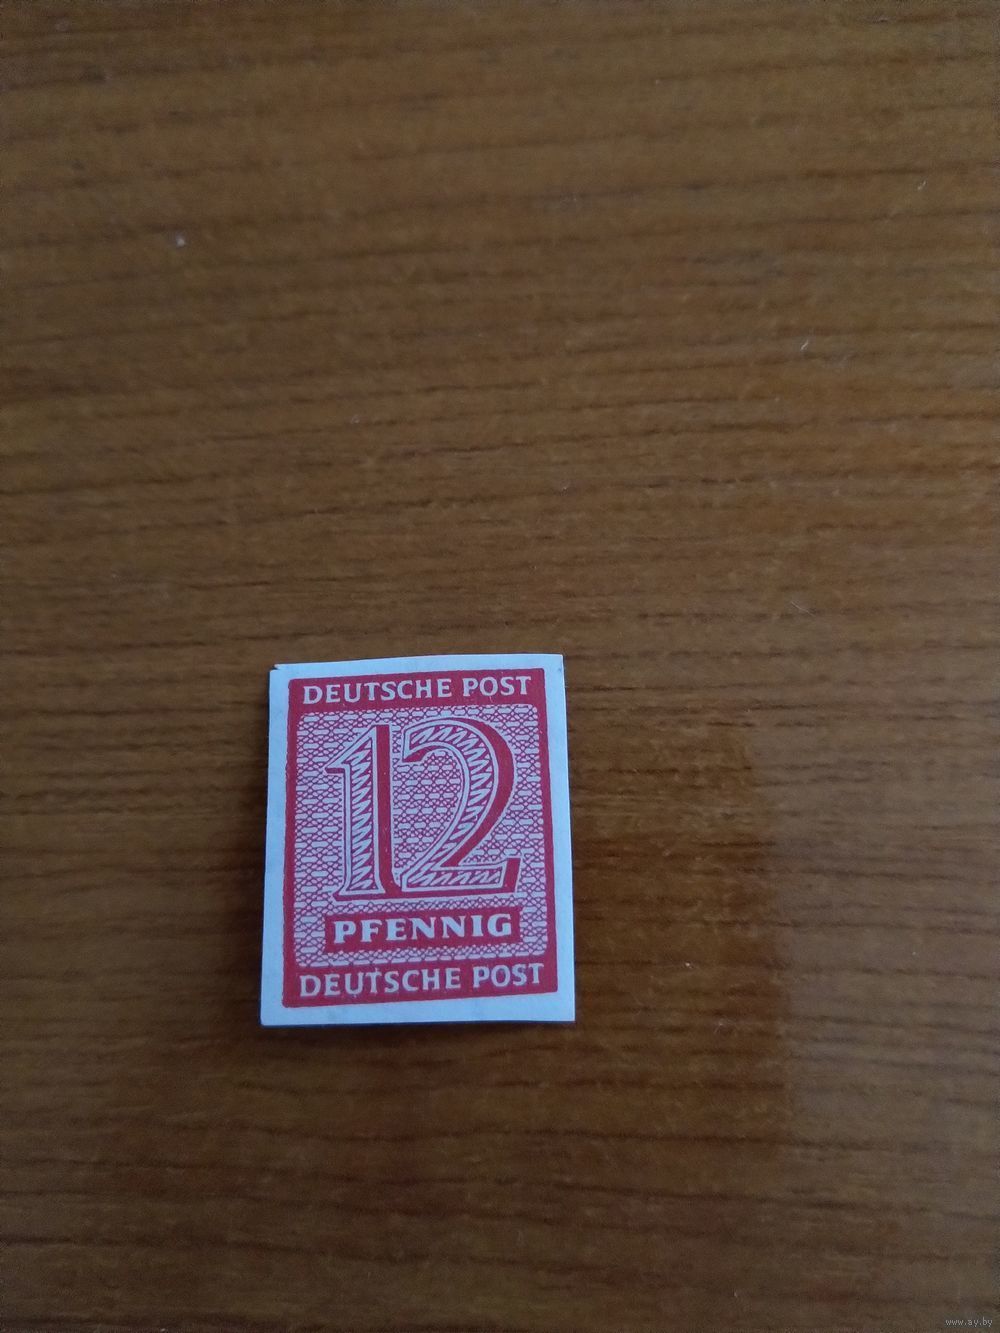 DEUTSCHE POST
12
PFENNIG
DEUTSCHE POST
www.ay.by